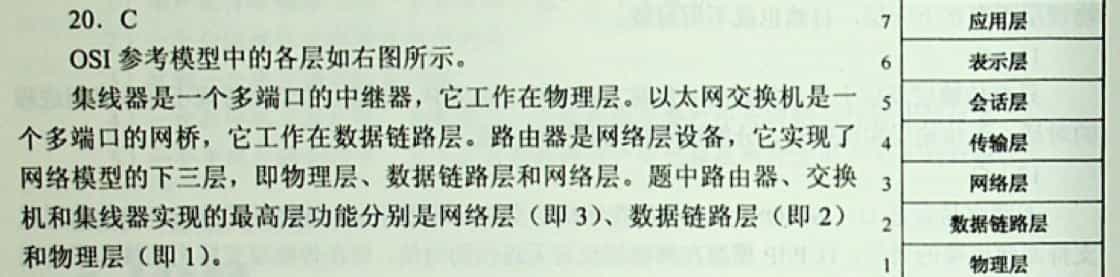 20．C
OSI 参考模型中的各层如右图所示。
集线器是一个多端口的中继器，它工作在物理层。以太网交换机是一
个多端口的网桥，它工作在数据链路层。路由器是网络层设备，它实现了
网络模型的下三层，即物理层、数据链路层和网络层。题中路由器、交换
机和集线器实现的最高层功能分别是网络层（即 3）、数据链路层（即 2）
和物理层（即 1）。
7 应用层
6 表示层
5 会话层
4 传输层
3 网络层
2 数据链路层
1 物理层